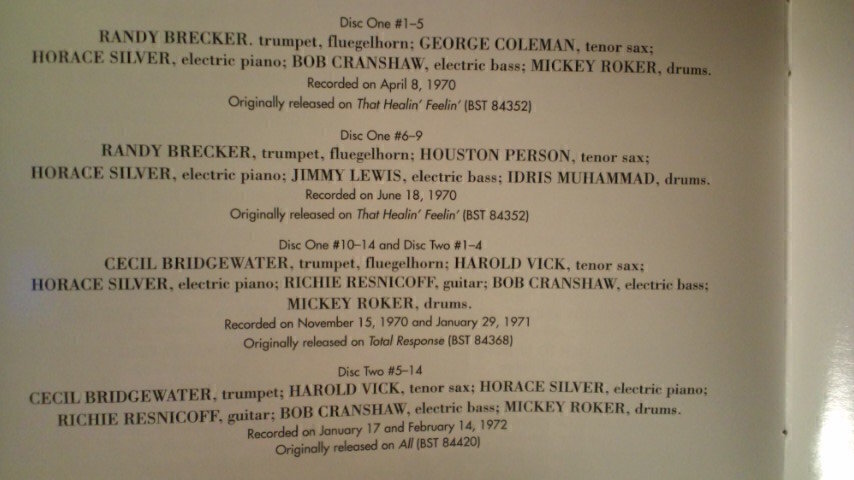 Disc One #1–5
RANDY BRECKER. trumpet, fluegelhorn; GEORGE COLEMAN, tenor sax;
HORACE SILVER, electric piano; BOB CRANSHAW, electric bass; MICKEY ROKER, drums.
Recorded on April 8, 1970
Originally released on That Healin' Feelin' (BST 84352)
Disc One #6–9
RANDY BRECKER, trumpet, fluegelhorn; HOUSTON PERSON, tenor sax;
HORACE SILVER, electric piano; JIMMY LEWIS, electric bass; IDRIS MUHAMMAD, drums.
Recorded on June 18, 1970
Originally released on That Healin' Feelin' (BST 84352)
Disc One #10–14 and Disc Two #1–4
CECIL BRIDGEWATER, trumpet, fluegelhorn; HAROLD VICK, tenor sax;
HORACE SILVER, electric piano; RICHIE RESNICOFF, guitar; BOB CRANSHAW, electric bass;
MICKEY ROKER, drums.
Recorded on November 15, 1970 and January 29, 1971
Originally released on Total Response (BST 84368)
Disc Two #5–14
CECIL BRIDGEWATER, trumpet; HAROLD VICK, tenor sax; HORACE SILVER, electric piano;
RICHIE RESNICOFF, guitar; BOB CRANSHAW, electric bass; MICKEY ROKER, drums.
Recorded on January 17 and February 14, 1972
Originally released on All (BST 84420)